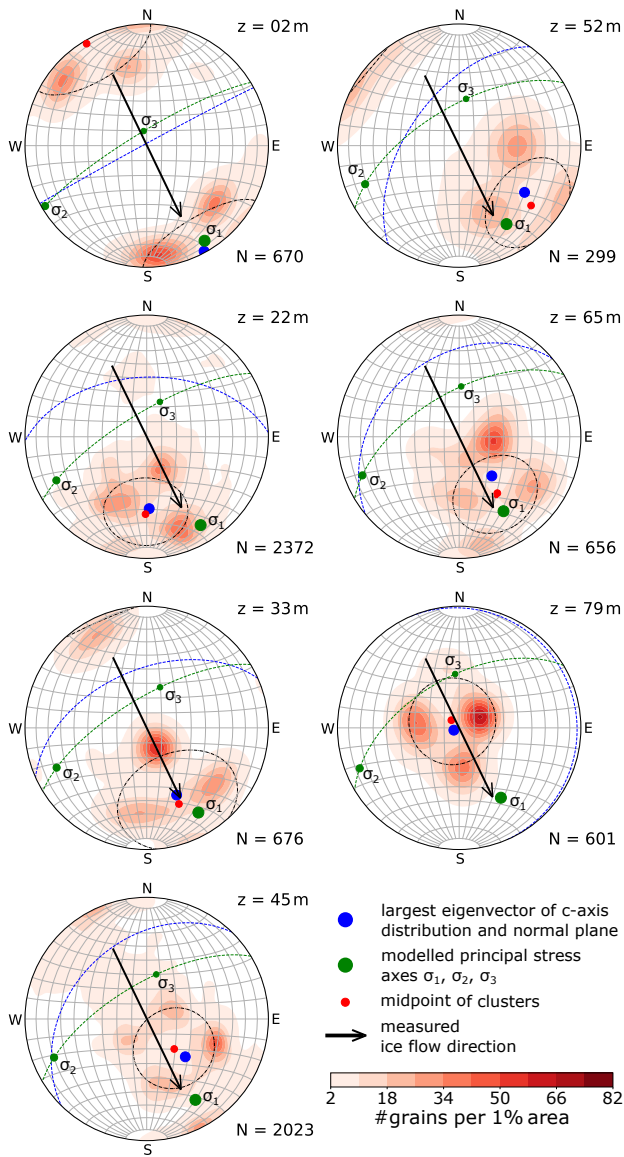 N
z = 02 m
σ3
W
E
σ2
σ1
S
N = 670
N
z = 52 m
σ3
W
E
σ2
σ1
S
N = 299
N
z = 22 m
σ3
W
E
σ2
σ1
S
N = 2372
N
z = 65 m
σ3
W
E
σ2
σ1
S
N = 656
N
z = 33 m
σ3
W
E
σ2
σ1
S
N = 676
N
z = 79 m
σ3
W
E
σ2
σ1
S
N = 601
N
z = 45 m
σ3
W
E
σ2
σ1
S
N = 2023
largest eigenvector of c-axis
distribution and normal plane
modelled principal stress
axes σ1, σ2, σ3
midpoint of clusters
measured
ice flow direction
2 18 34 50 66 82
#grains per 1% area